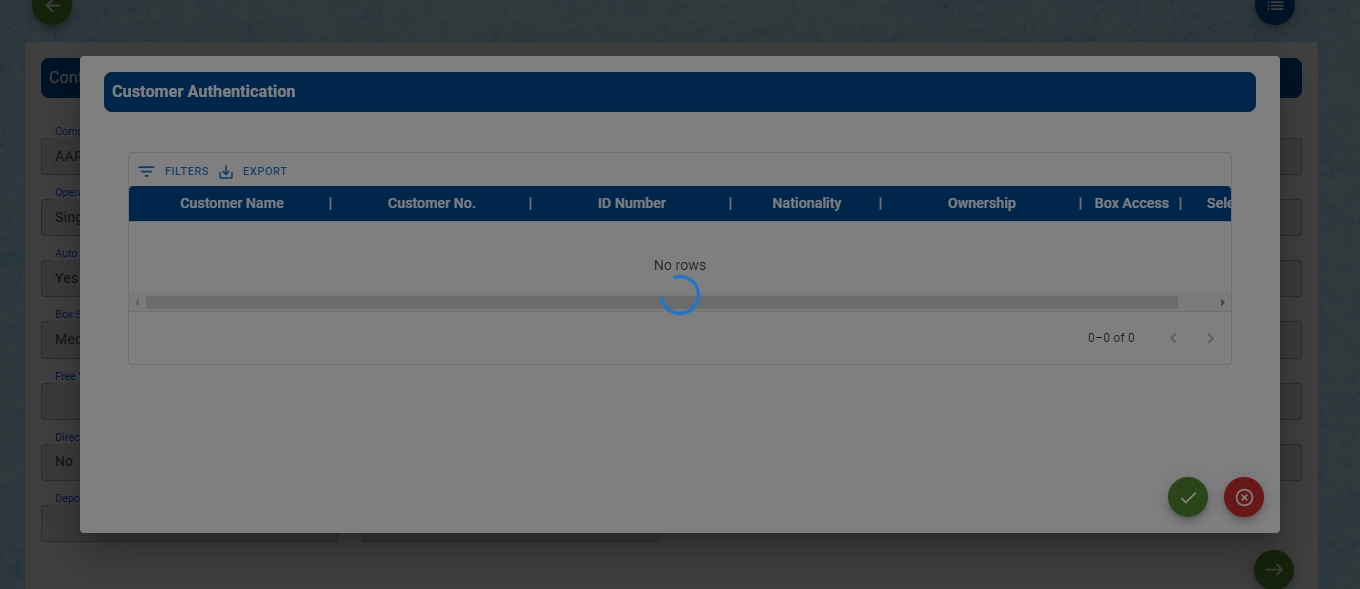 Cont
Customer Authentication
Comp
AAR
FILTERS EXPORT
Opera
Sing
Customer Name | Customer No. | ID Number | Nationality | Ownership | Box Access | Sele
Auto
Yes
No rows
Box S
Med
0–0 of 0
Free
Direc
No
Depo